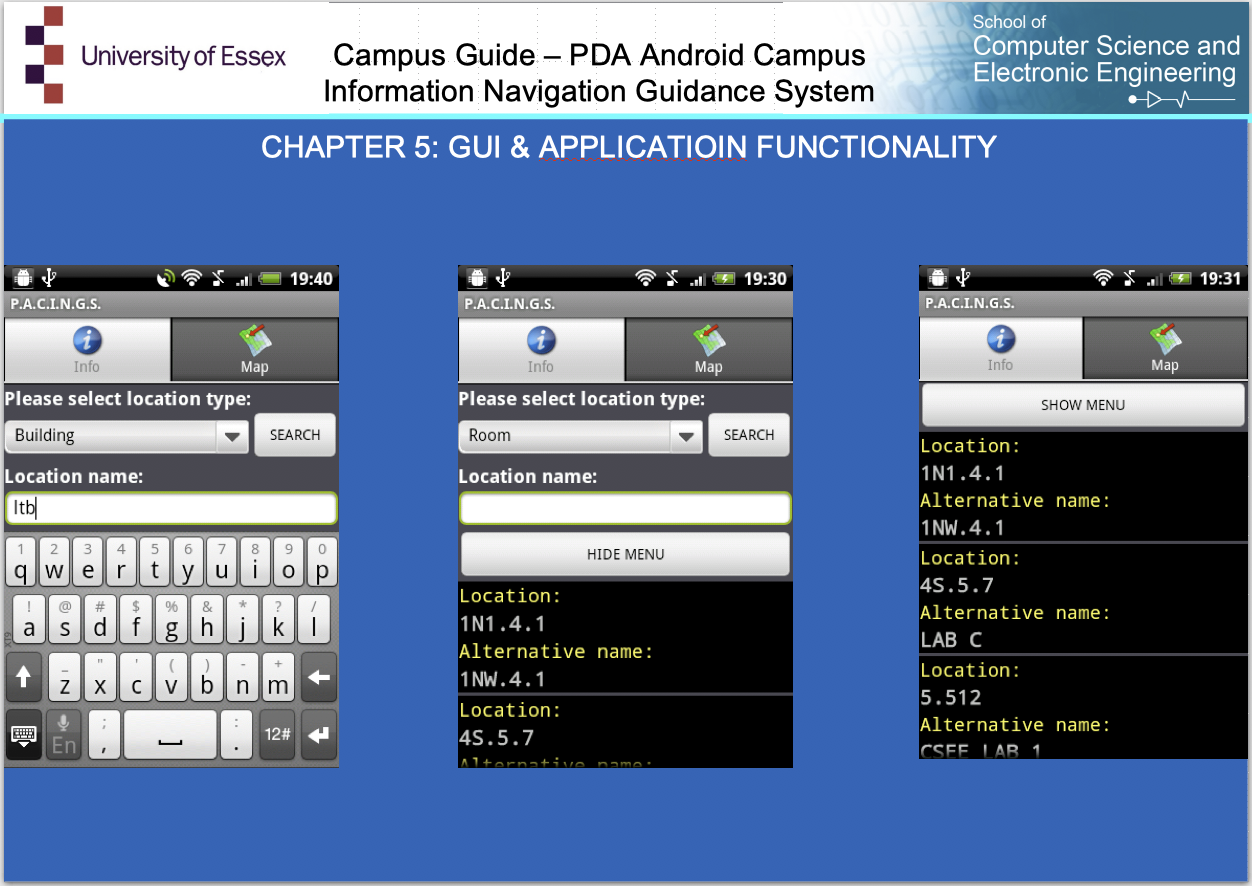 University of Essex
Campus Guide – PDA Android Campus
Information Navigation Guidance System
School of
Computer Science and
Electronic Engineering
CHAPTER 5: GUI & APPLICATIOIN FUNCTIONALITY
19:40
P.A.C.I.N.G.S.
Info
Map
Please select location type:
Building
SEARCH
Location name:
ltb
1 2 3 4 5 6 7 8 9 0
q w e r t y u i o p
! @ # $ % & * ? /
a s d f g h j k l
XT9
_ " ' ( ) - +
z x c v b n m
; :
En , . 12#
19:30
P.A.C.I.N.G.S.
Info
Map
Please select location type:
Room
SEARCH
Location name:
HIDE MENU
Location:
1N1.4.1
Alternative name:
1NW.4.1
Location:
4S.5.7
Alternative name:
19:31
P.A.C.I.N.G.S.
Info
Map
SHOW MENU
Location:
1N1.4.1
Alternative name:
1NW.4.1
Location:
4S.5.7
Alternative name:
LAB C
Location:
5.512
Alternative name:
CSEE LAB 1